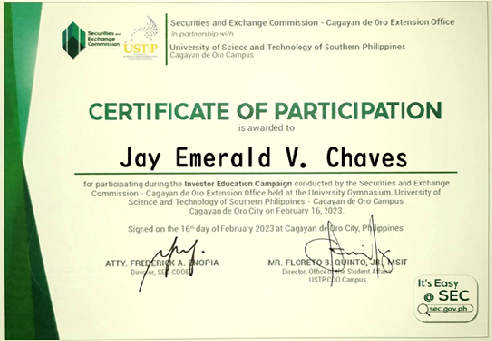 Securities and Exchange Commission - Cagayan de Oro Extension Office
in partnership with
University of Science and Technology of Southern Philippines
Cagayan de Oro Campus
Securities and
Exchange
Commission
USTP
CERTIFICATE OF PARTICIPATION
is awarded to
Jay Emerald V. Chaves
for participating during the Investor Education Campaign conducted by the Securities and Exchange
Commission - Cagayan de Oro Extension Office held at the University Gymnasium, University of
Science and Technology of Southern Philippines - Cagayan de Oro Campus
Cagayan de Oro City on February 16, 2023.
Signed on the 16th day of February 2023 at Cagayan de Oro City, Philippines
ATTY. FREDERICK A. ENOPIA
Director, SEC-CDOEO
MR. FLORETO B. QUINTO, JR., MSIF
Director, Office of the Student Affairs
USTP CDO Campus
It's Easy
@ SEC
sec.gov.ph